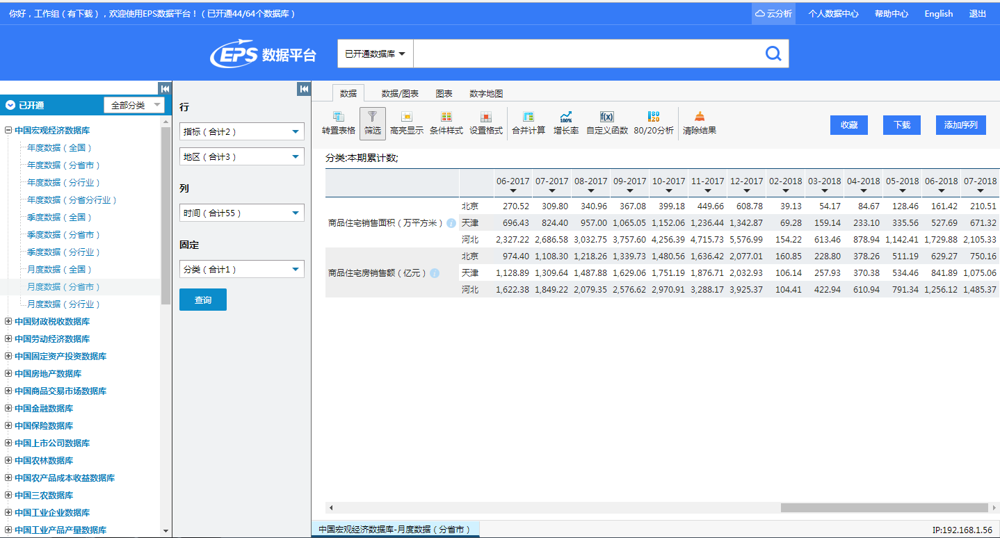 你好，工作组（有下载），欢迎使用EPS数据平台！（已开通44/64个数据库）
云分析 个人数据中心 帮助中心 English 退出
EPS 数据平台
已开通数据库
已开通 全部分类
中国宏观经济数据库
年度数据（全国）
年度数据（分省市）
年度数据（分行业）
年度数据（分省分行业）
季度数据（全国）
季度数据（分省市）
季度数据（分行业）
月度数据（全国）
月度数据（分省市）
月度数据（分行业）
中国财政税收数据库
中国劳动经济数据库
中国固定资产投资数据库
中国房地产数据库
中国商品交易市场数据库
中国金融数据库
中国保险数据库
中国上市公司数据库
中国农林数据库
中国农产品成本收益数据库
中国三农数据库
中国工业企业数据库
中国工业产品产量数据库
行
指标（合计2）
地区（合计3）
列
时间（合计55）
固定
分类（合计1）
查询
数据 数据/图表 图表 数字地图
转置表格 筛选 高亮显示 条件样式 设置格式 合并计算 100% 增长率 f(x) 自定义函数 80 20 80/20分析 清除结果
收藏 下载 添加序列
分类:本期累计数;
06-2017 07-2017 08-2017 09-2017 10-2017 11-2017 12-2017 02-2018 03-2018 04-2018 05-2018 06-2018 07-2018
北京 270.52 309.80 340.96 367.08 399.18 449.66 608.78 39.13 54.17 84.67 128.46 161.42 210.51
商品住宅销售面积（万平方米） 天津 696.43 824.40 957.00 1,065.05 1,152.06 1,236.44 1,342.87 69.28 159.14 233.10 335.56 527.69 671.32
河北 2,327.22 2,686.58 3,032.75 3,757.60 4,256.39 4,715.73 5,576.99 154.22 613.46 878.94 1,142.41 1,729.88 2,105.33
北京 974.40 1,108.30 1,218.26 1,339.73 1,480.56 1,636.42 2,077.01 160.85 228.80 378.26 511.19 629.27 750.16
商品住宅房销售额（亿元） 天津 1,128.89 1,309.64 1,487.88 1,629.06 1,751.19 1,876.71 2,032.93 106.14 257.93 370.38 534.46 841.89 1,075.06
河北 1,622.38 1,849.22 2,079.35 2,576.62 2,970.91 3,288.17 3,925.37 104.41 422.94 610.94 791.34 1,256.12 1,485.37
中国宏观经济数据库-月度数据（分省市）
IP:192.168.1.56